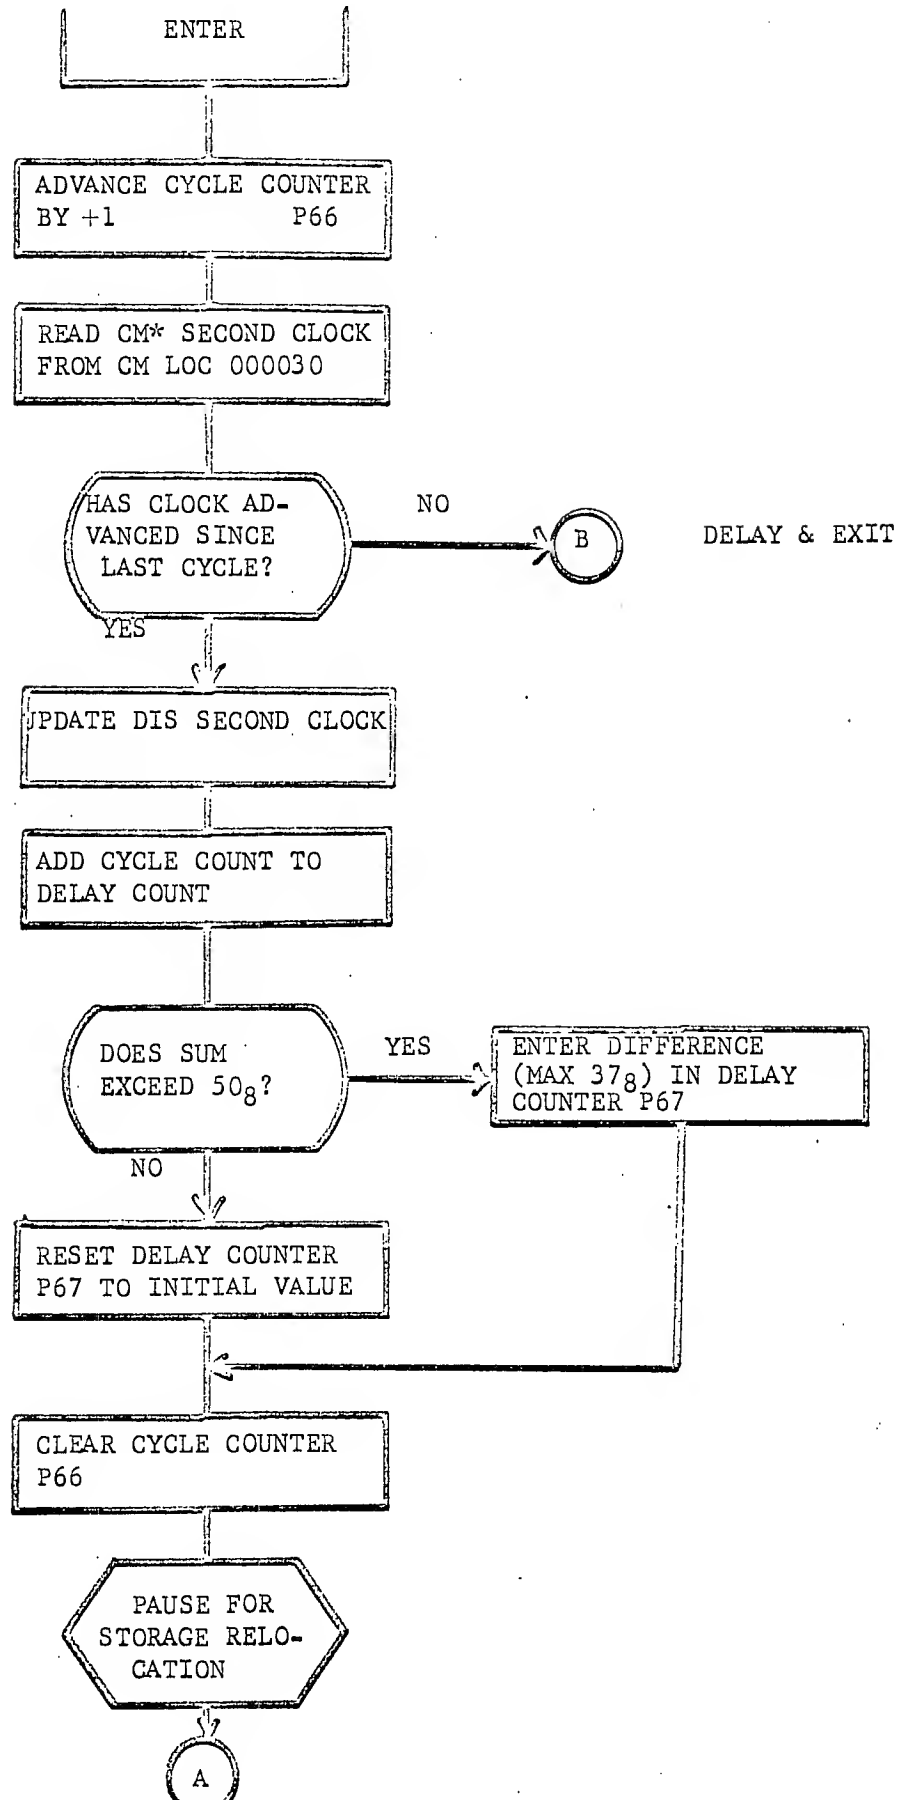 ENTER
ADVANCE CYCLE COUNTER
BY +1 P66
READ CM* SECOND CLOCK
FROM CM LOC 000030
HAS CLOCK AD-
VANCED SINCE
LAST CYCLE?
NO
B
DELAY & EXIT
YES
UPDATE DIS SECOND CLOCK
ADD CYCLE COUNT TO
DELAY COUNT
DOES SUM
EXCEED 50₈?
YES
ENTER DIFFERENCE
(MAX 37₈) IN DELAY
COUNTER P67
NO
RESET DELAY COUNTER
P67 TO INITIAL VALUE
CLEAR CYCLE COUNTER
P66
PAUSE FOR
STORAGE RELO-
CATION
A